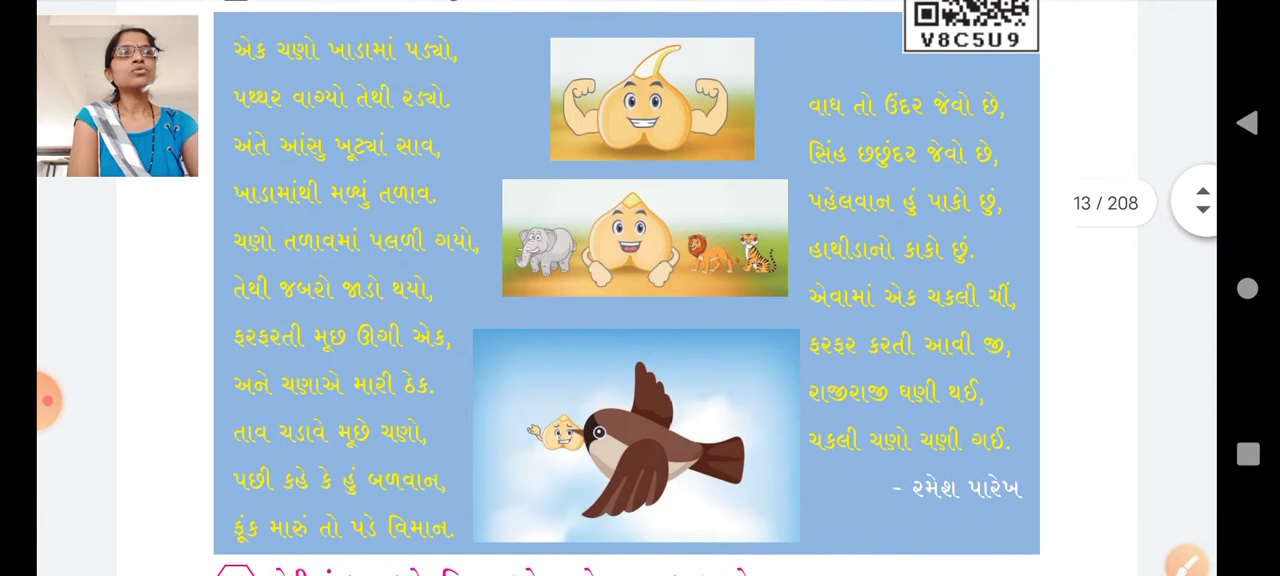 V8C5U9
એક ચણો ખાડામાં પડ્યો,
પથ્થર વાગ્યો તેથી રડ્યો.
અંતે આંસુ ખૂટ્યાં સાવ,
ખાડામાંથી મળ્યું તળાવ.
ચણો તળાવમાં પલળી ગયો,
તેથી જબરો જાડો થયો,
ફરફરતી મૂછ ઊગી એક,
અને ચણાએ મારી ઠેક.
તાવ ચડાવે મૂછે ચણો,
પછી કહે કે હું બળવાન,
ફૂંક મારું તો પડે વિમાન.
વાઘ તો ઉંદર જેવો છે,
સિંહ છછુંદર જેવો છે,
પહેલવાન હું પાકો છું,
હાથીડાનો કાકો છું.
એવામાં એક ચકલી ચીં,
ફરફર કરતી આવી જી,
રાજીરાજી ઘણી થઈ,
ચકલી ચણો ચણી ગઈ.
- રમેશ પારેખ
13 / 208